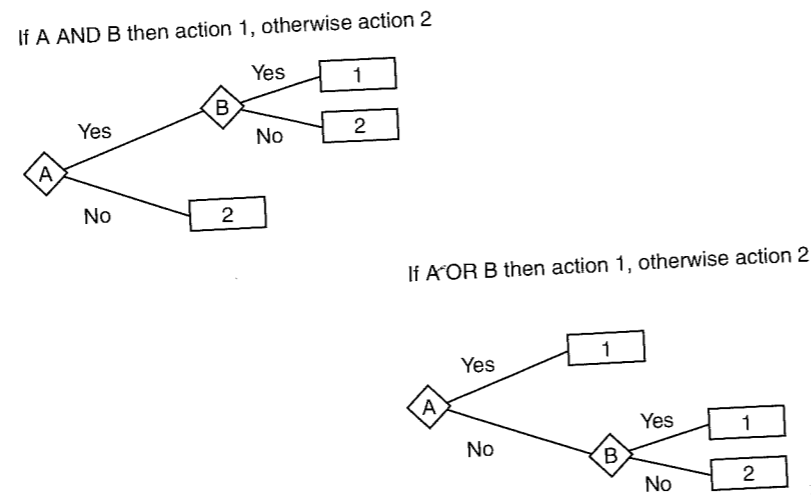 If A AND B then action 1, otherwise action 2
Yes
1
B
Yes
No
2
A
No
2
If A OR B then action 1, otherwise action 2
Yes
1
A
Yes
1
No
B
No
2